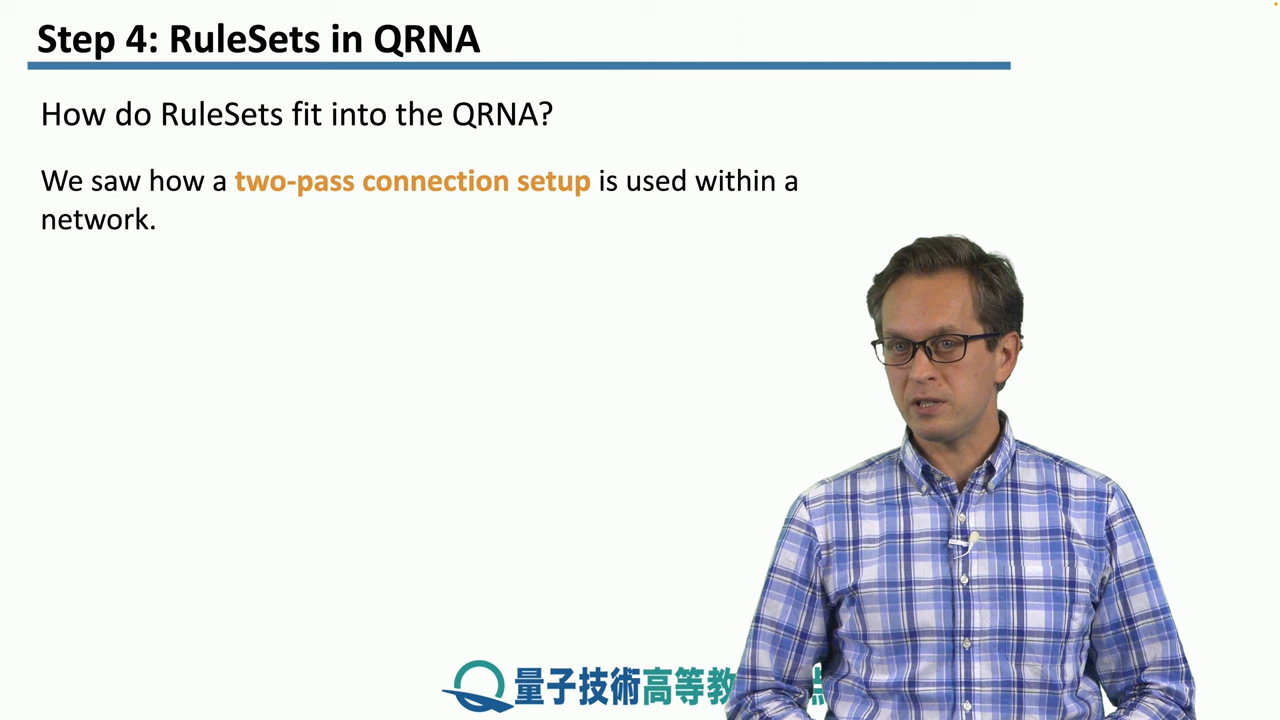 Step 4: RuleSets in QRNA
How do RuleSets fit into the QRNA?
We saw how a two-pass connection setup is used within a
network.
量子技術高等教